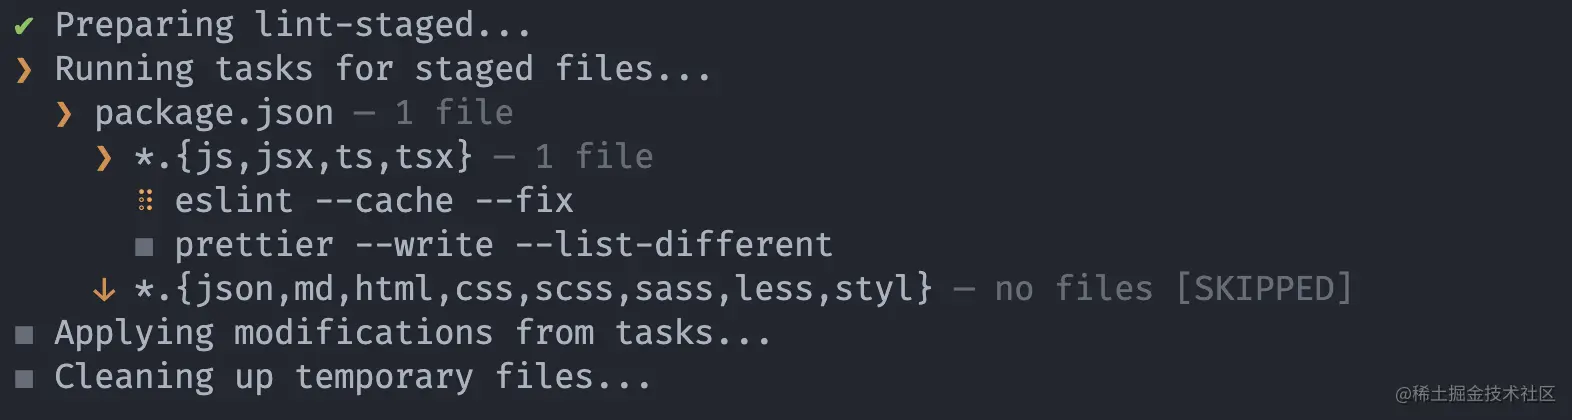 ✔ Preparing lint-staged...
❯ Running tasks for staged files...
❯ package.json — 1 file
❯ *.{js,jsx,ts,tsx} — 1 file
⠿ eslint --cache --fix
◼ prettier --write --list-different
↓ *.{json,md,html,css,scss,sass,less,styl} — no files [SKIPPED]
◼ Applying modifications from tasks...
◼ Cleaning up temporary files...
@稀土掘金技术社区